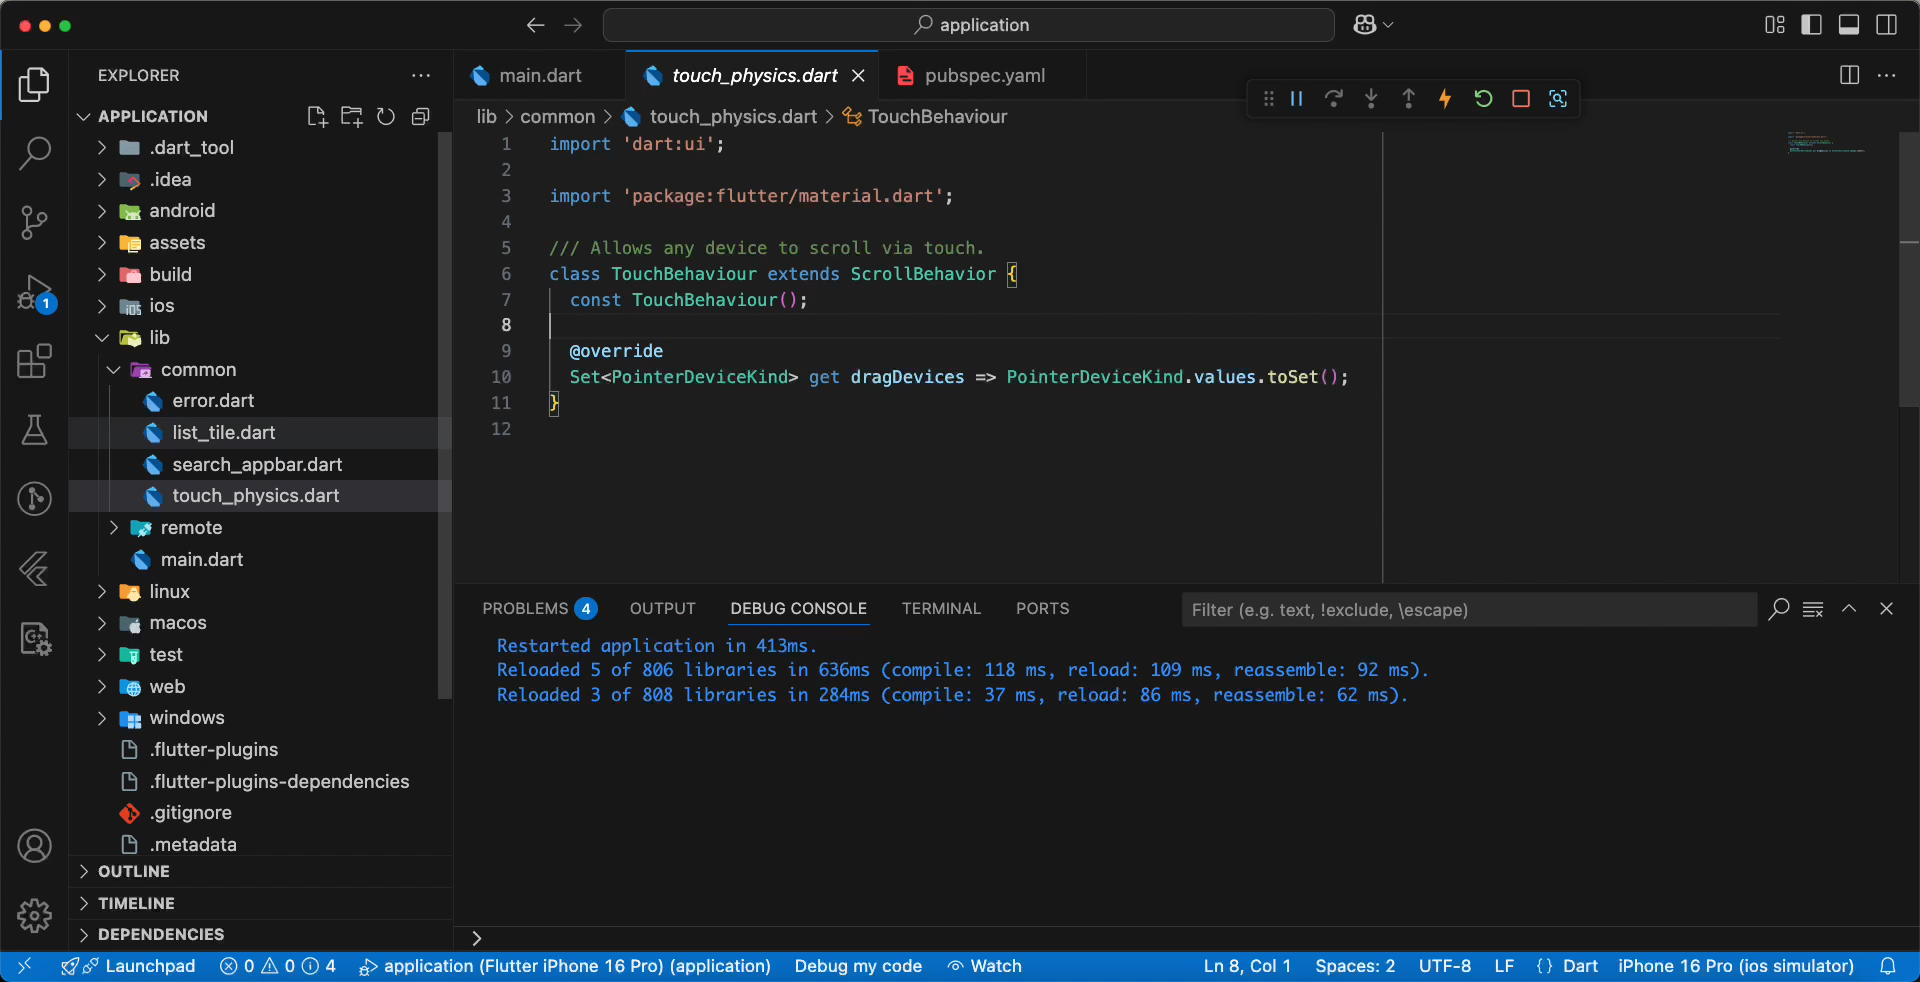 application
EXPLORER
APPLICATION
.dart_tool
.idea
android
assets
build
ios
lib
common
error.dart
list_tile.dart
search_appbar.dart
touch_physics.dart
remote
main.dart
linux
macos
test
web
windows
.flutter-plugins
.flutter-plugins-dependencies
.gitignore
.metadata
OUTLINE
TIMELINE
DEPENDENCIES
1
main.dart
touch_physics.dart
pubspec.yaml
lib > common > touch_physics.dart > TouchBehaviour
1 import 'dart:ui';
2
3 import 'package:flutter/material.dart';
4
5 /// Allows any device to scroll via touch.
6 class TouchBehaviour extends ScrollBehavior {
7 const TouchBehaviour();
8
9 @override
10 Set<PointerDeviceKind> get dragDevices => PointerDeviceKind.values.toSet();
11 }
12
PROBLEMS 4 OUTPUT DEBUG CONSOLE TERMINAL PORTS
Filter (e.g. text, !exclude, \escape)
Restarted application in 413ms.
Reloaded 5 of 806 libraries in 636ms (compile: 118 ms, reload: 109 ms, reassemble: 92 ms).
Reloaded 3 of 808 libraries in 284ms (compile: 37 ms, reload: 86 ms, reassemble: 62 ms).
Launchpad 0 0 4 application (Flutter iPhone 16 Pro) (application) Debug my code Watch Ln 8, Col 1 Spaces: 2 UTF-8 LF {} Dart iPhone 16 Pro (ios simulator)